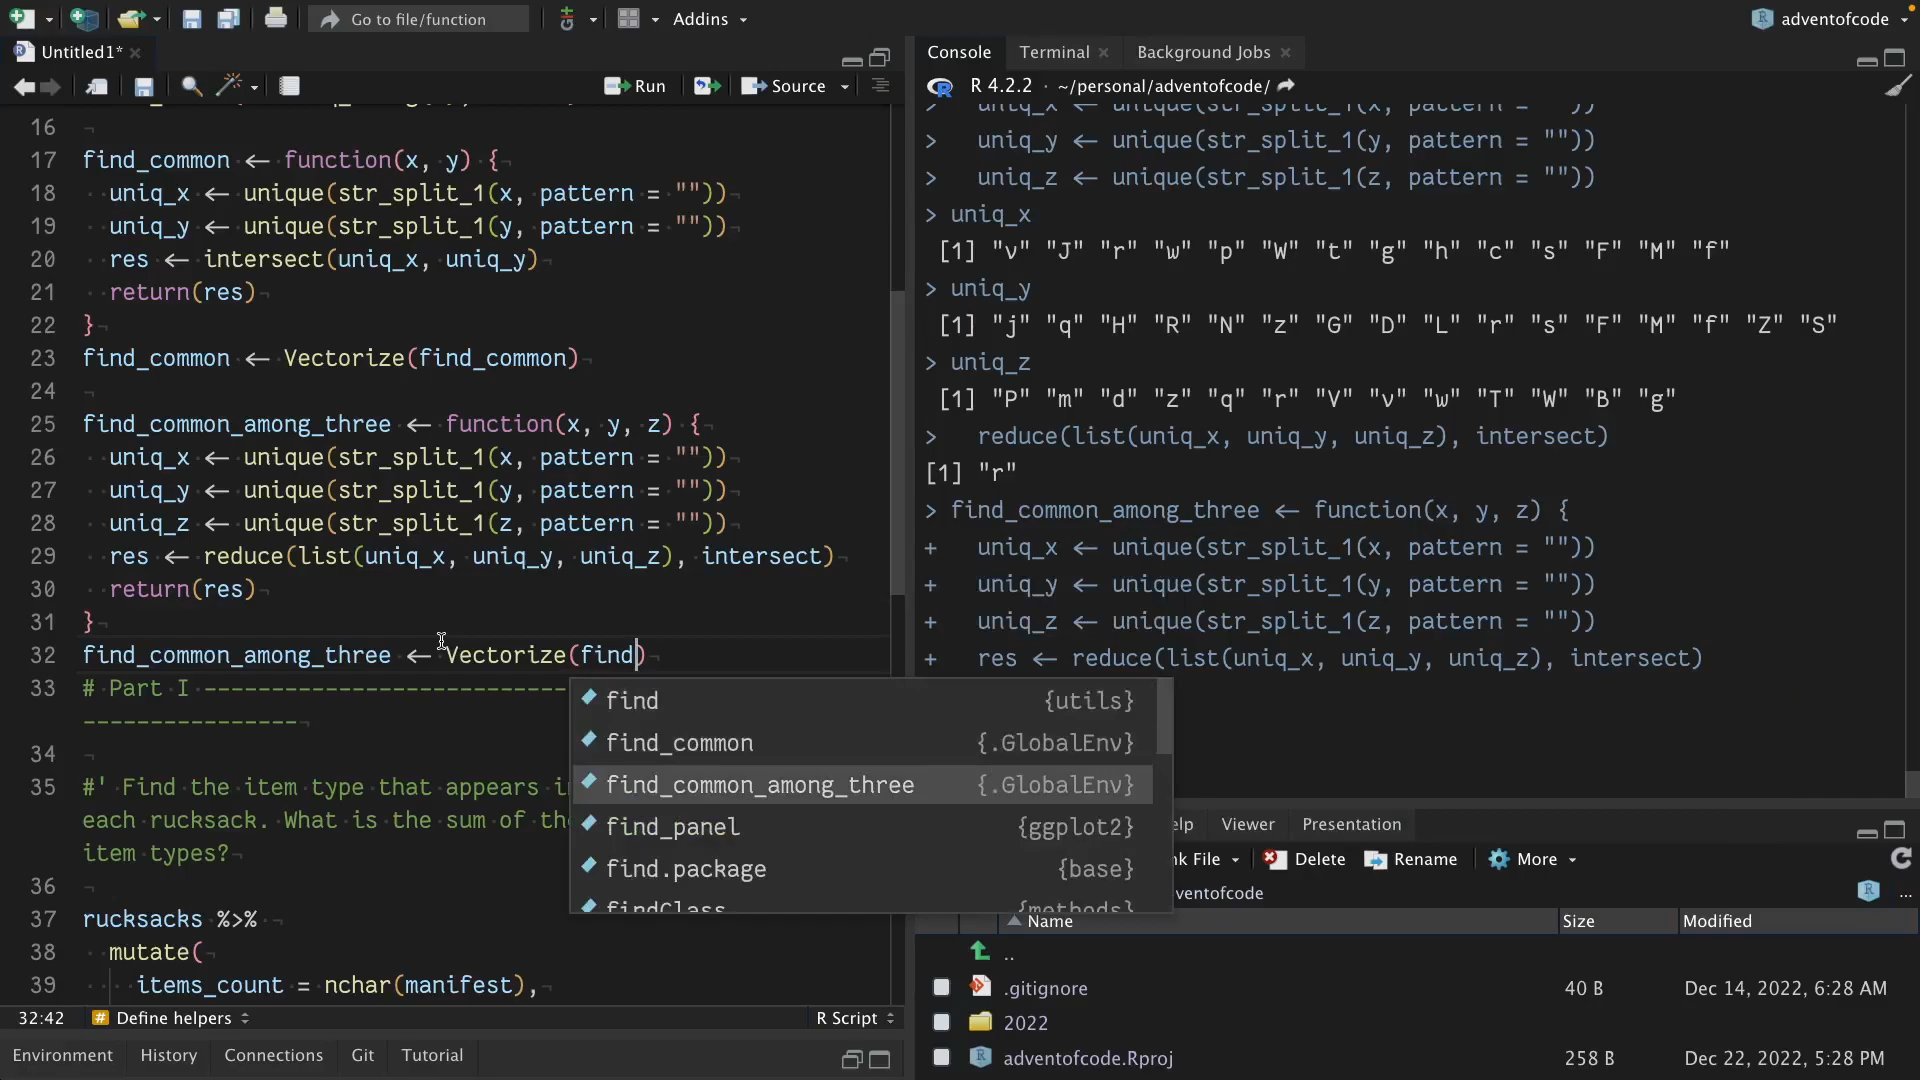 Go to file/function
Addins
adventofcode
Untitled1*
Run
Source
16
17 find_common <- function(x, y) {
18 uniq_x <- unique(str_split_1(x, pattern = ""))
19 uniq_y <- unique(str_split_1(y, pattern = ""))
20 res <- intersect(uniq_x, uniq_y)
21 return(res)
22 }
23 find_common <- Vectorize(find_common)
24
25 find_common_among_three <- function(x, y, z) {
26 uniq_x <- unique(str_split_1(x, pattern = ""))
27 uniq_y <- unique(str_split_1(y, pattern = ""))
28 uniq_z <- unique(str_split_1(z, pattern = ""))
29 res <- reduce(list(uniq_x, uniq_y, uniq_z), intersect)
30 return(res)
31 }
32 find_common_among_three <- Vectorize(find)
33 # Part I ---------------------------
----------------
34
35 #' Find the item type that appears
each rucksack. What is the sum of
item types?
36
37 rucksacks %>%
38 mutate(
39 items_count = nchar(manifest),
find {utils}
find_common {.GlobalEnv}
find_common_among_three {.GlobalEnv}
find_panel {ggplot2}
find.package {base}
findClass {methods}
32:42 # Define helpers
R Script
Environment History Connections Git Tutorial
Console Terminal Background Jobs
R 4.2.2 · ~/personal/adventofcode/
> uniq_x <- unique(str_split_1(x, pattern = ""))
> uniq_y <- unique(str_split_1(y, pattern = ""))
> uniq_z <- unique(str_split_1(z, pattern = ""))
> uniq_x
[1] "v" "J" "r" "w" "p" "W" "t" "g" "h" "c" "s" "F" "M" "f"
> uniq_y
[1] "j" "q" "H" "R" "N" "z" "G" "D" "L" "r" "s" "F" "M" "f" "Z" "S"
> uniq_z
[1] "P" "m" "d" "z" "q" "r" "V" "v" "w" "T" "W" "B" "g"
> reduce(list(uniq_x, uniq_y, uniq_z), intersect)
[1] "r"
> find_common_among_three <- function(x, y, z) {
+ uniq_x <- unique(str_split_1(x, pattern = ""))
+ uniq_y <- unique(str_split_1(y, pattern = ""))
+ uniq_z <- unique(str_split_1(z, pattern = ""))
+ res <- reduce(list(uniq_x, uniq_y, uniq_z), intersect)
Viewer Presentation
Delete Rename More
Name Size Modified
..
.gitignore 40 B Dec 14, 2022, 6:28 AM
2022
adventofcode.Rproj 258 B Dec 22, 2022, 5:28 PM